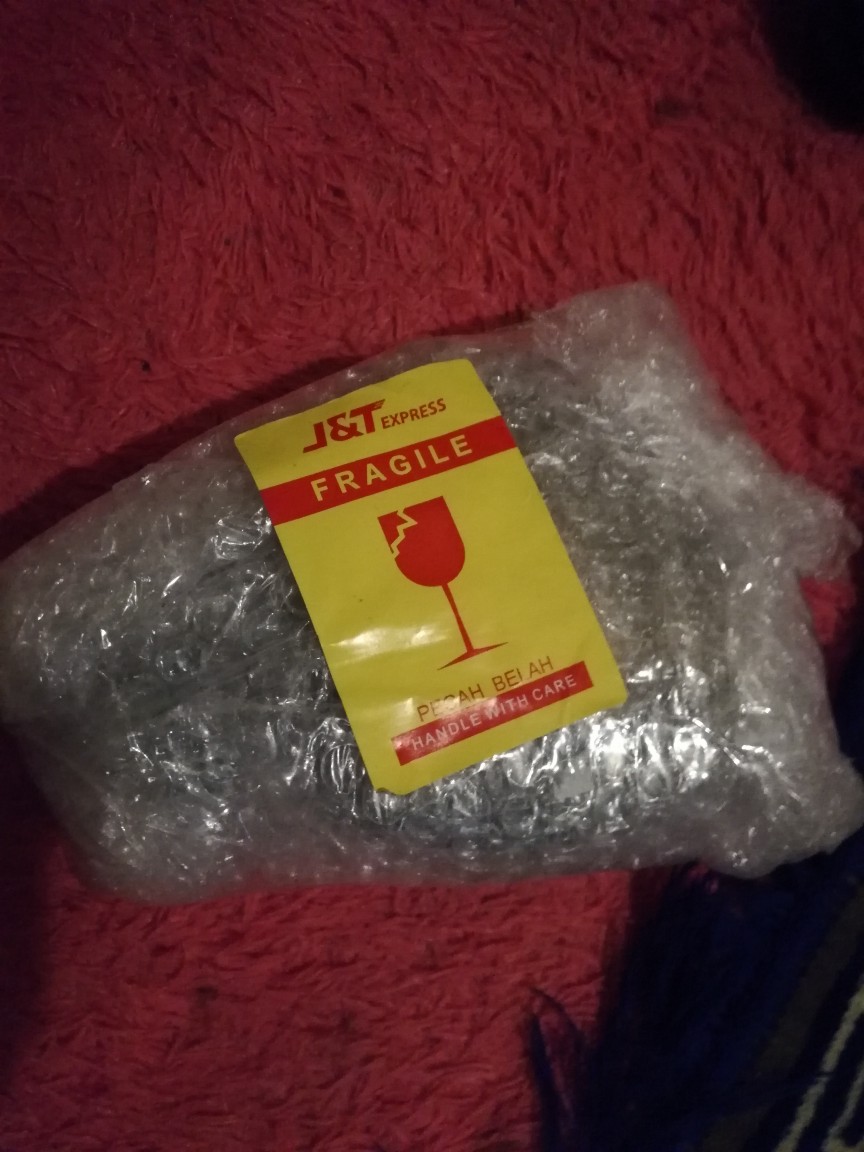 J&T EXPRESS
FRAGILE
PECAH BELAH
HANDLE WITH CARE